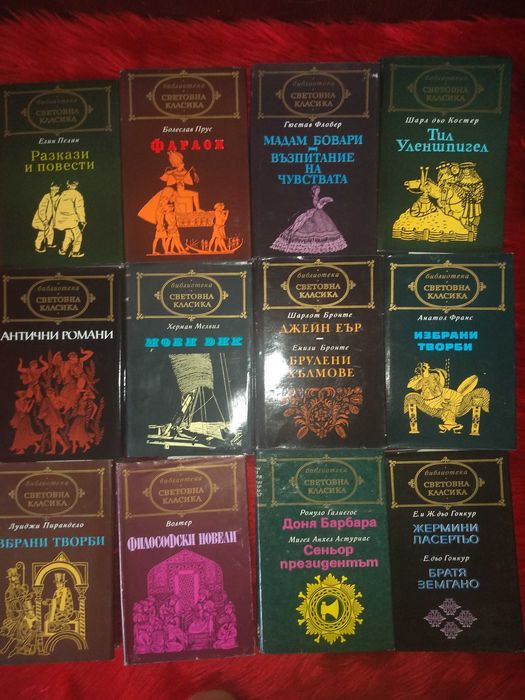 библиотека
СВЕТОВНА
КЛАСИКА
Елин Пелин
Разкази
и повести
библиотека
СВЕТОВНА
КЛАСИКА
Болеслав Прус
ФАРАОН
библиотека
СВЕТОВНА
КЛАСИКА
Гюстав Флобер
МАДАМ БОВАРИ
ВЪЗПИТАНИЕ
НА
ЧУВСТВАТА
библиотека
СВЕТОВНА
КЛАСИКА
Шарл дьо Костер
Тил
Уленшпигел
библиотека
СВЕТОВНА
КЛАСИКА
АНТИЧНИ РОМАНИ
библиотека
СВЕТОВНА
КЛАСИКА
Херман Мелвил
МОБИ ДИК
библиотека
СВЕТОВНА
КЛАСИКА
Шарлот Бронте
ДЖЕЙН ЕЪР
Емили Бронте
БРУЛЕНИ
ХЪЛМОВЕ
библиотека
СВЕТОВНА
КЛАСИКА
Анатол Франс
ИЗБРАНИ
ТВОРБИ
библиотека
СВЕТОВНА
КЛАСИКА
Луиджи Пирандело
ЗБРАНИ ТВОРБИ
библиотека
СВЕТОВНА
КЛАСИКА
Волтер
ФИЛОСОФСКИ НОВЕЛИ
библиотека
СВЕТОВНА
КЛАСИКА
Ромуло Галиегос
Доня Барбара
Мигел Анхел Астуриас
Сеньор
президентът
библиотека
СВЕТОВНА
КЛАСИКА
Е. и Ж. дьо Гонкур
ЖЕРМИНИ
ЛАСЕРТЬО
Е. дьо Гонкур
БРАТЯ
ЗЕМГАНО